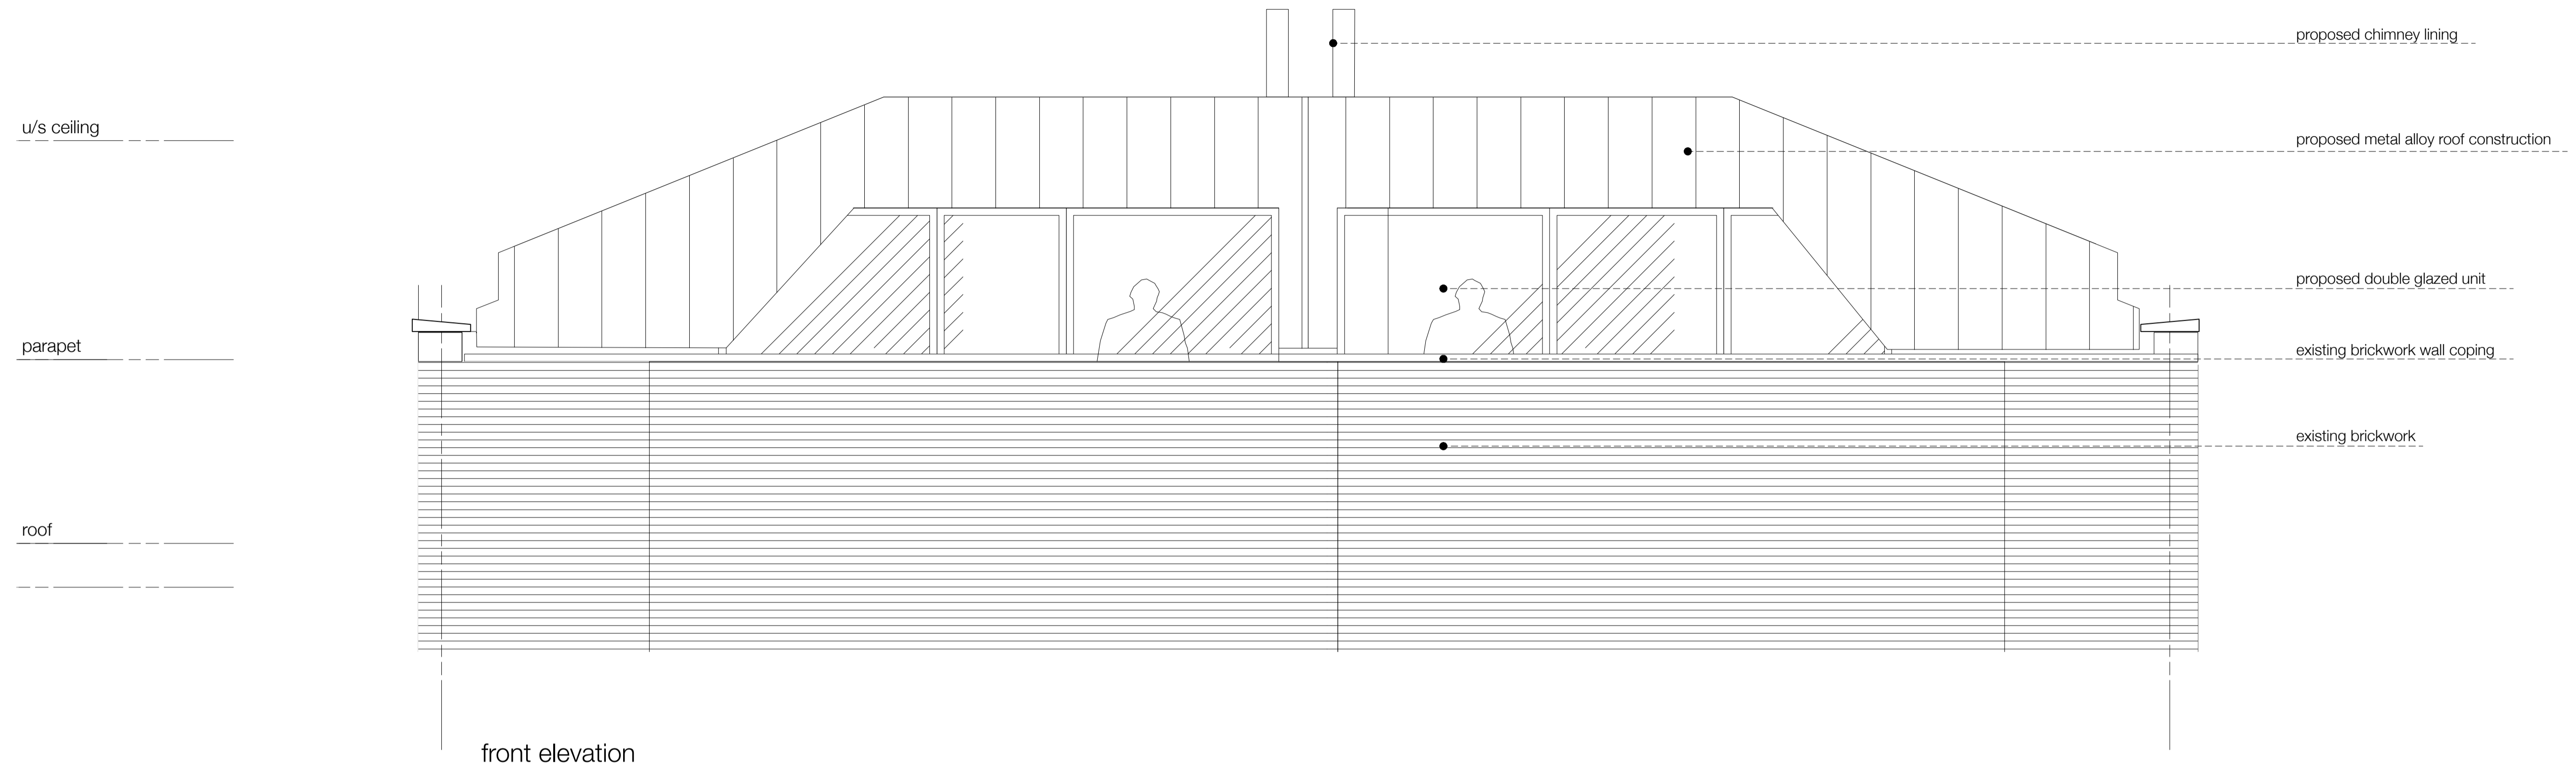 proposed chimney lining
u/s ceiling
proposed metal alloy roof construction
proposed double glazed unit
parapet
existing brickwork wall coping
existing brickwork
roof
front elevation